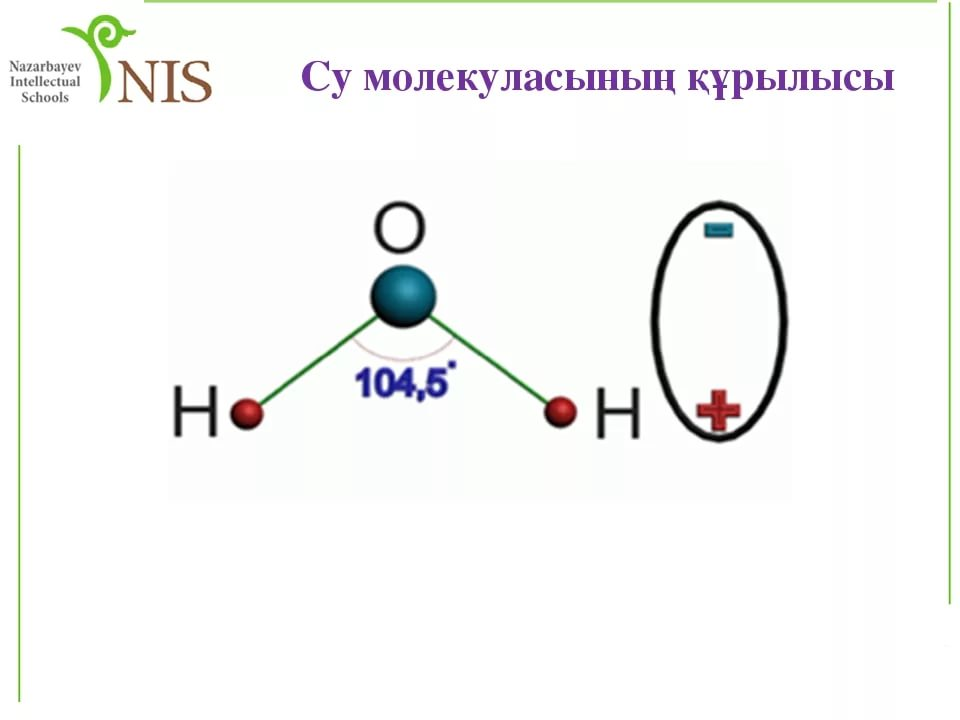 Nazarbayev
Intellectual
Schools
NIS
Су молекуласының құрылысы
O
-
104,5°
H
H
+